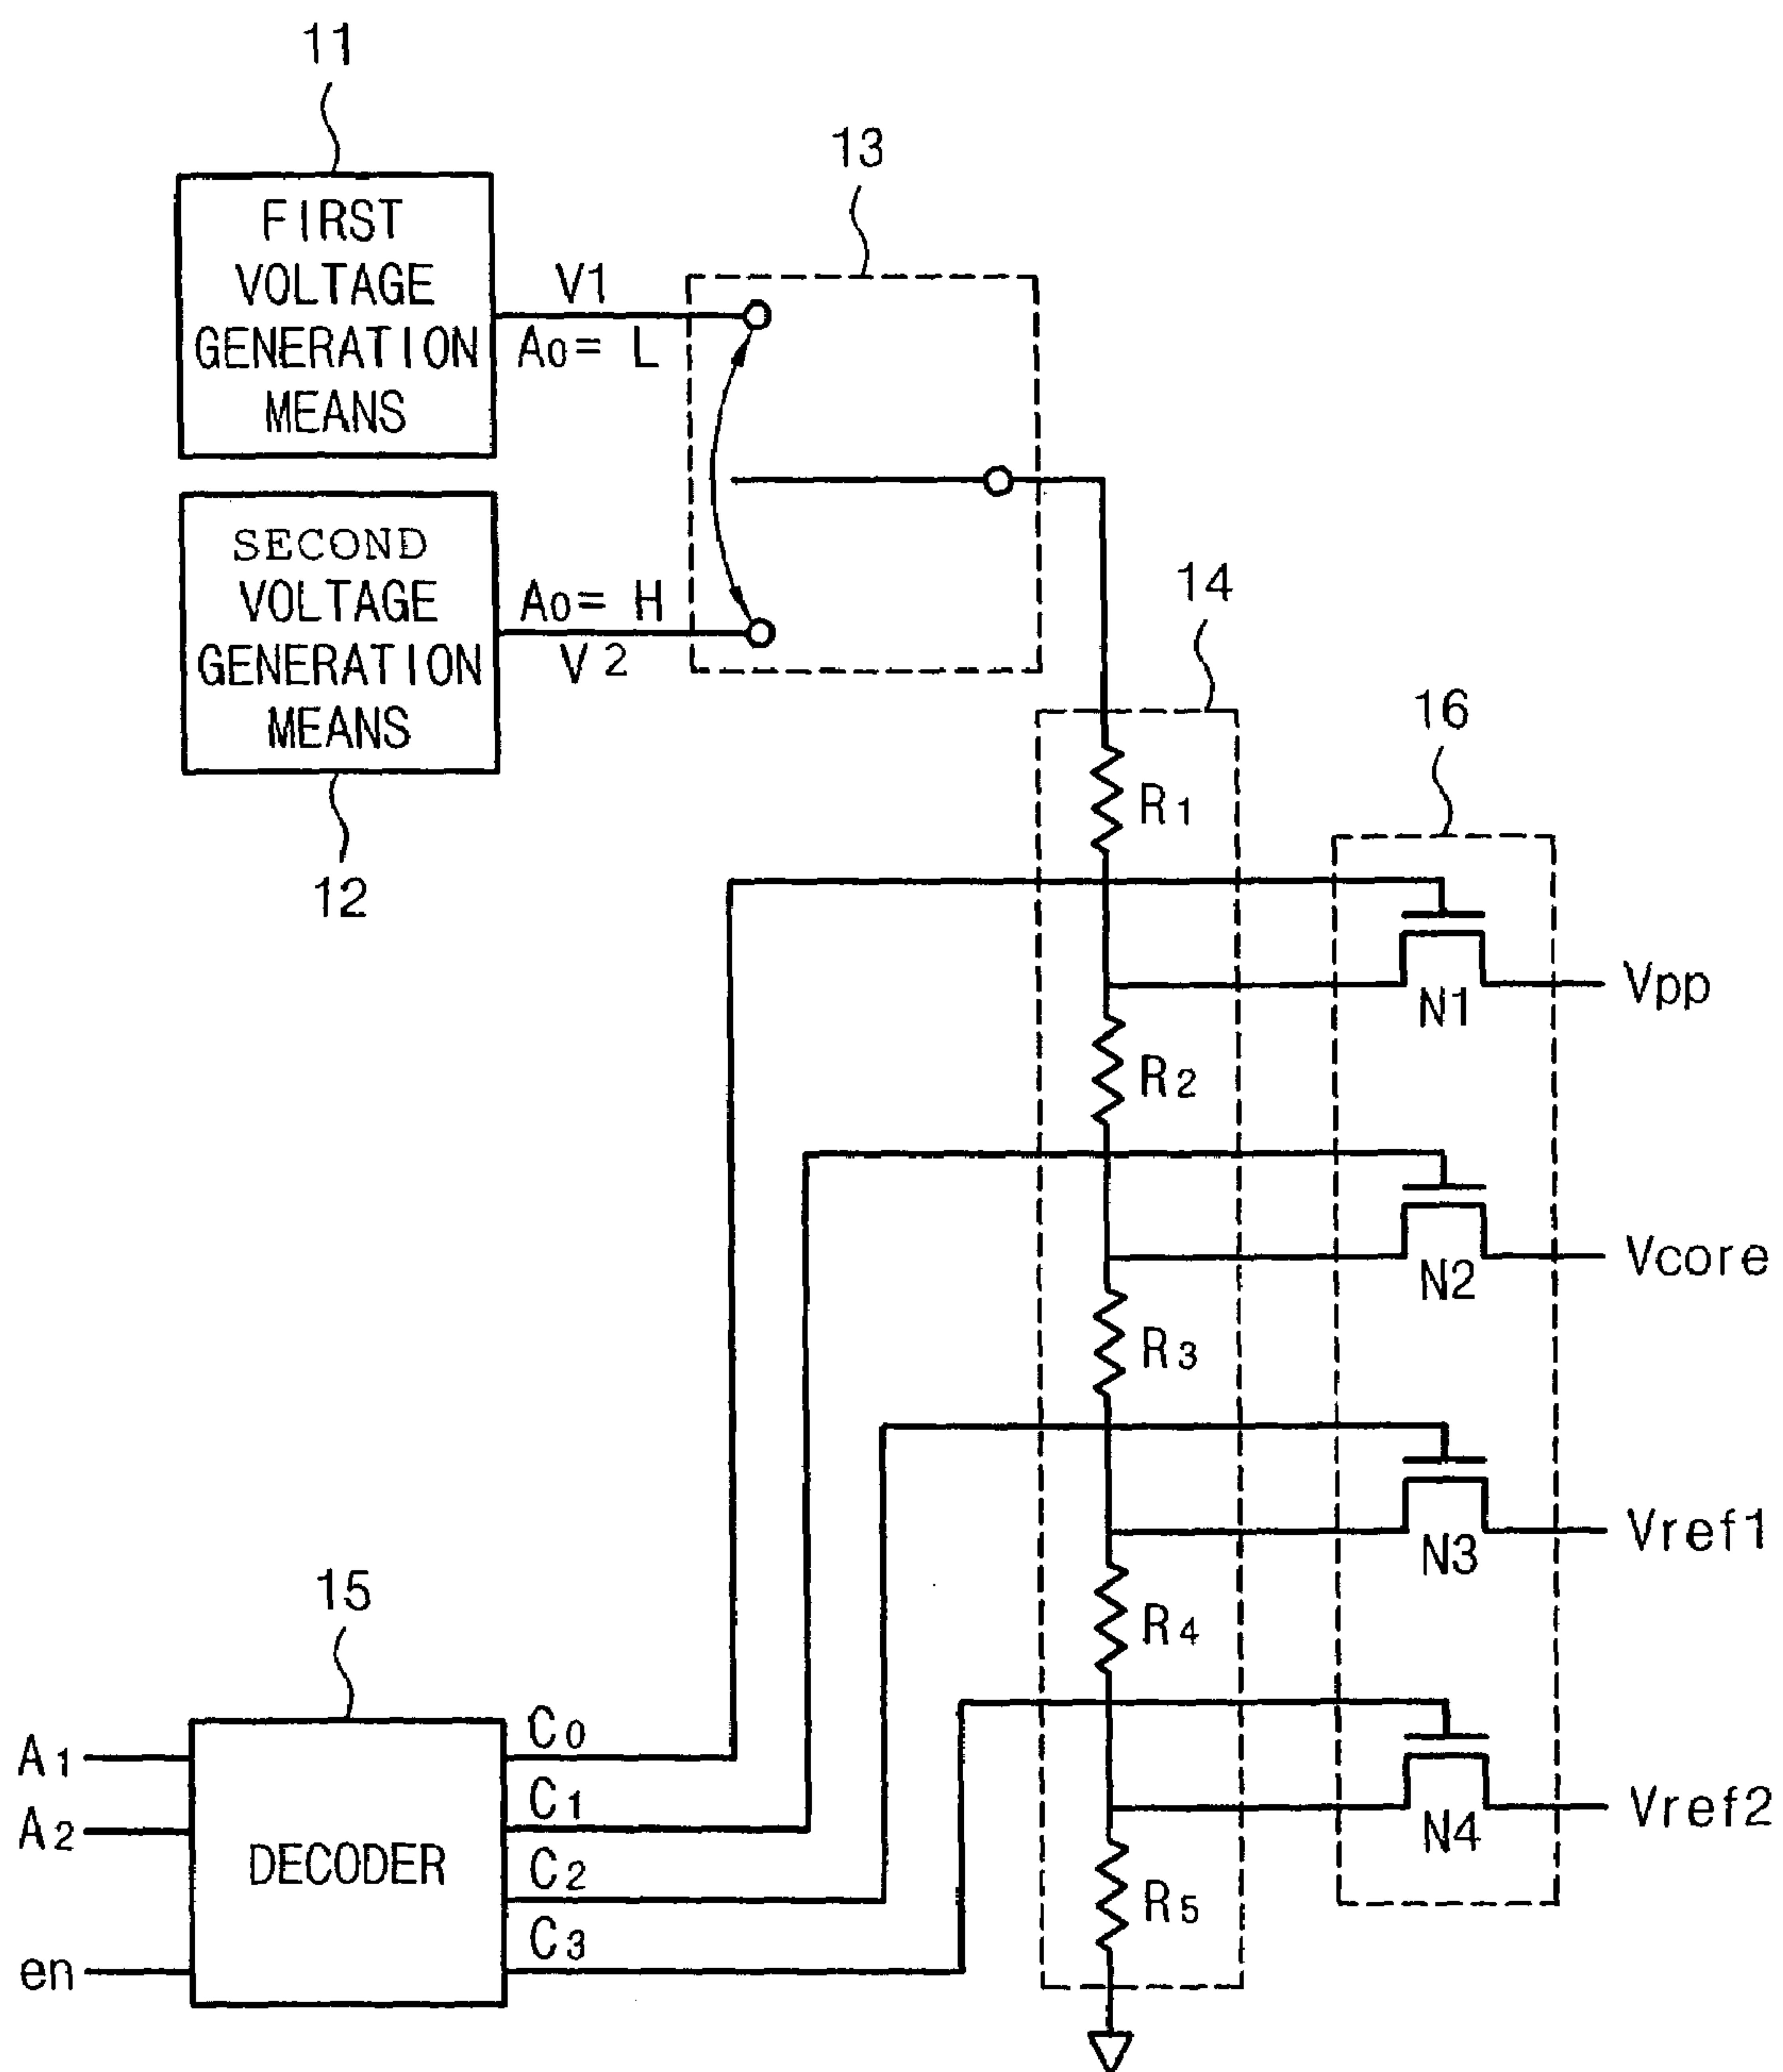 11
13
FIRST
VOLTAGE
GENERATION
MEANS
V1
A0= L
SECOND
VOLTAGE
GENERATION
MEANS
A0= H
V2
12
14
16
R1
N1
Vpp
R2
N2
Vcore
R3
N3
Vref1
R4
N4
Vref2
R5
15
A1
A2
en
DECODER
C0
C1
C2
C3